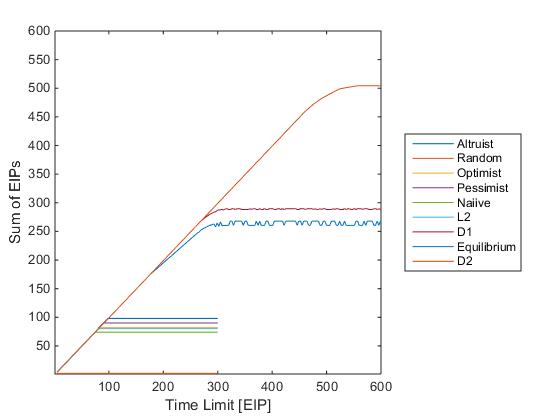 600
550
500
450
400
350
300
250
200
150
100
50
Sum of EIPs
100 200 300 400 500 600
Time Limit [EIP]
Altruist
Random
Optimist
Pessimist
Naiive
L2
D1
Equilibrium
D2